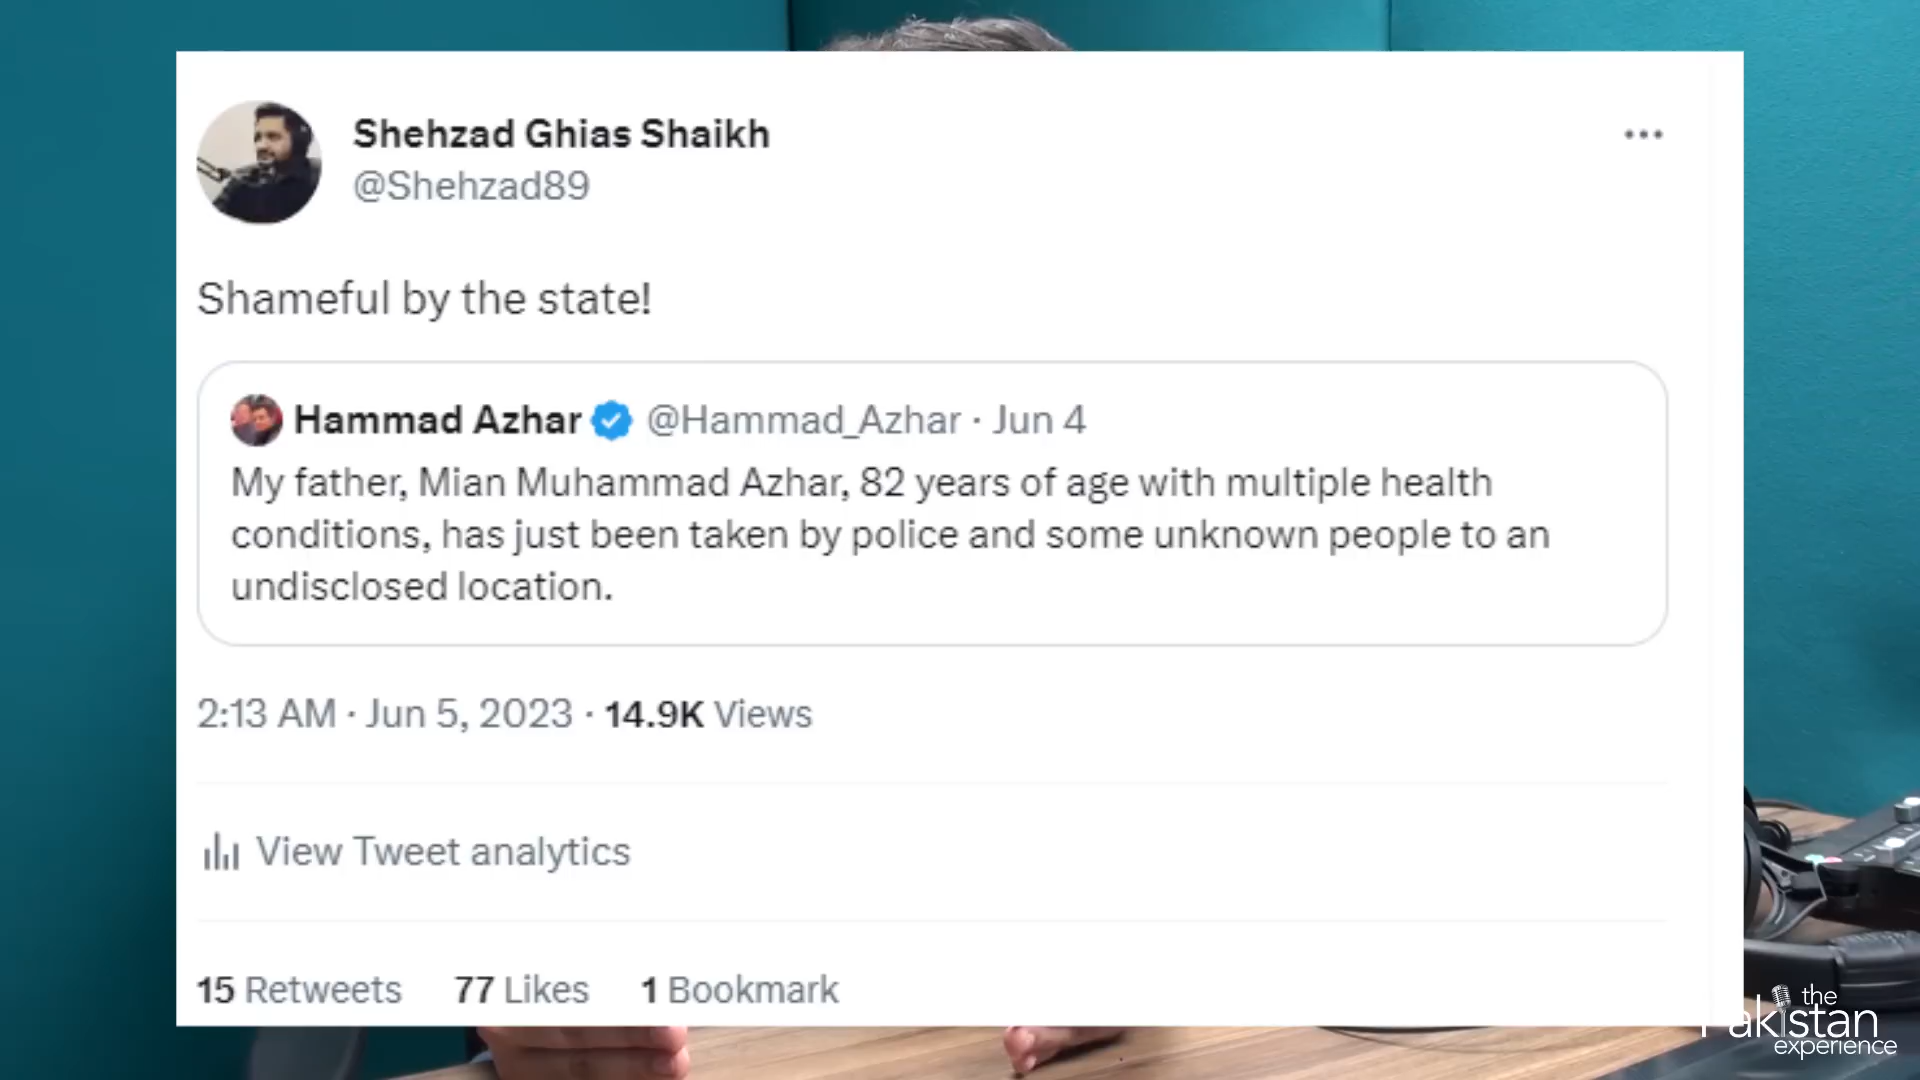 Shehzad Ghias Shaikh
@Shehzad89
Shameful by the state!
Hammad Azhar @Hammad_Azhar · Jun 4
My father, Mian Muhammad Azhar, 82 years of age with multiple health
conditions, has just been taken by police and some unknown people to an
undisclosed location.
2:13 AM · Jun 5, 2023 · 14.9K Views
View Tweet analytics
15 Retweets 77 Likes 1 Bookmark
the
Pakistan
experience